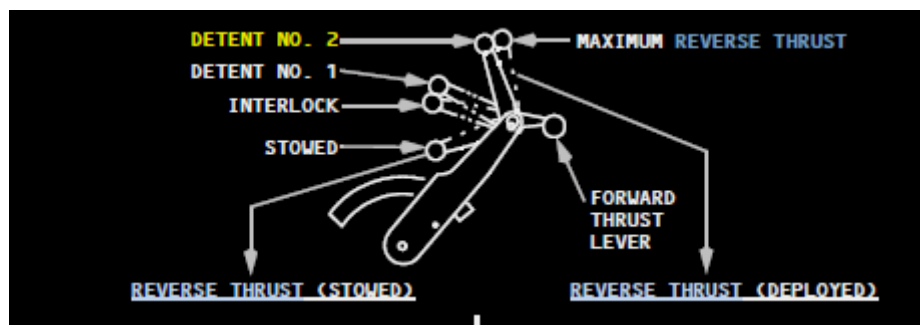 DETENT NO. 2
MAXIMUM REVERSE THRUST
DETENT NO. 1
INTERLOCK
STOWED
FORWARD
THRUST
LEVER
REVERSE THRUST (STOWED)
REVERSE THRUST (DEPLOYED)